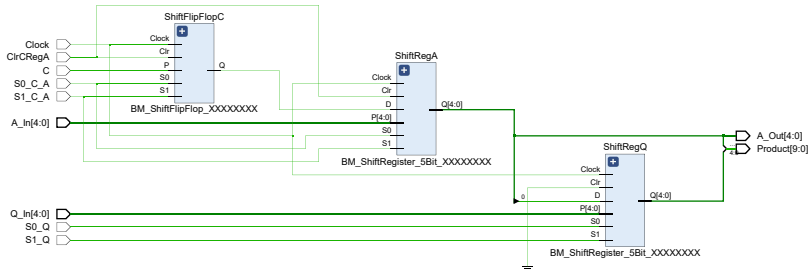 ShiftFlipFlopC
Clock
Clr
P
S0
S1
Q
BM_ShiftFlipFlop_XXXXXXXX
Clock
ClrCRegA
C
S0_C_A
S1_C_A
A_In[4:0]
ShiftRegA
Clock
Clr
D
P[4:0]
S0
S1
Q[4:0]
BM_ShiftRegister_5Bit_XXXXXXXX
A_Out[4:0]
Product[9:0]
ShiftRegQ
Clock
Clr
0
D
P[4:0]
S0
S1
Q[4:0]
BM_ShiftRegister_5Bit_XXXXXXXX
Q_In[4:0]
S0_Q
S1_Q